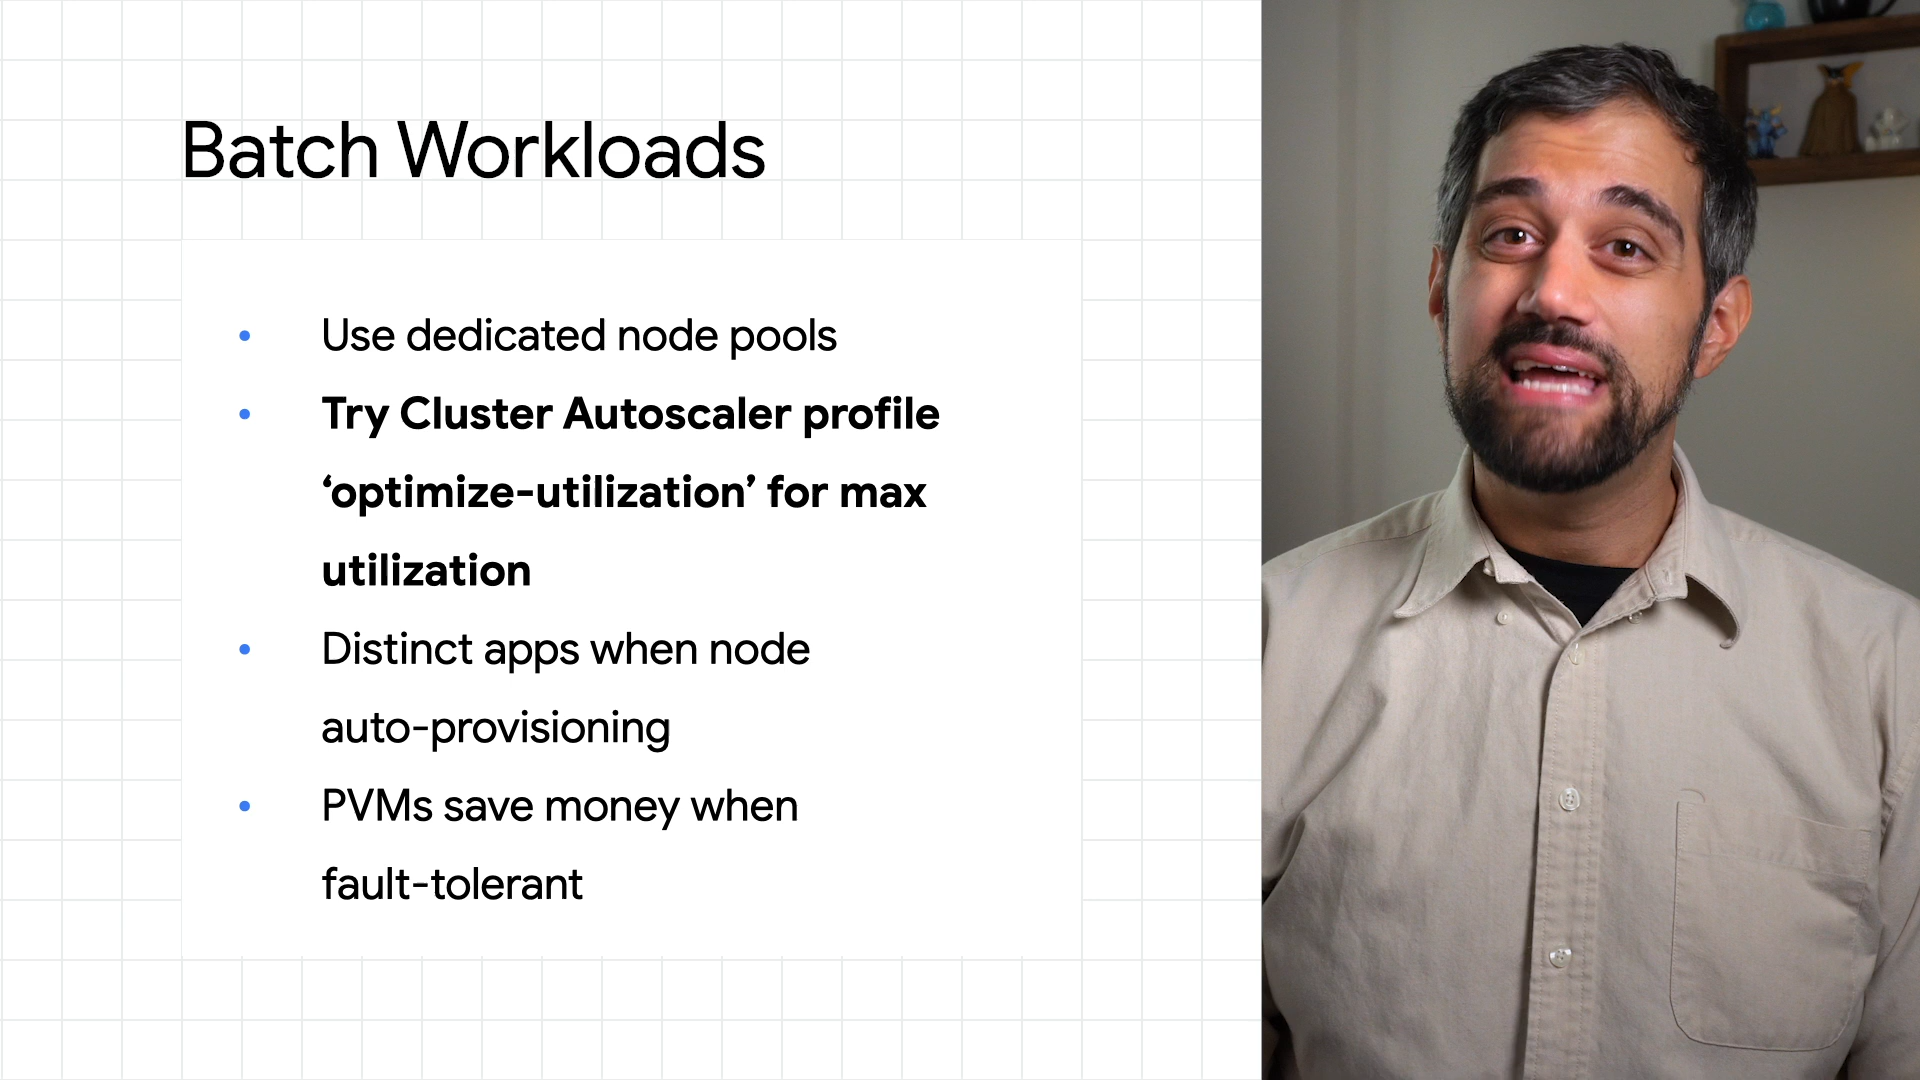 Batch Workloads
• Use dedicated node pools
• Try Cluster Autoscaler profile
‘optimize-utilization’ for max
utilization
• Distinct apps when node
auto-provisioning
• PVMs save money when
fault-tolerant